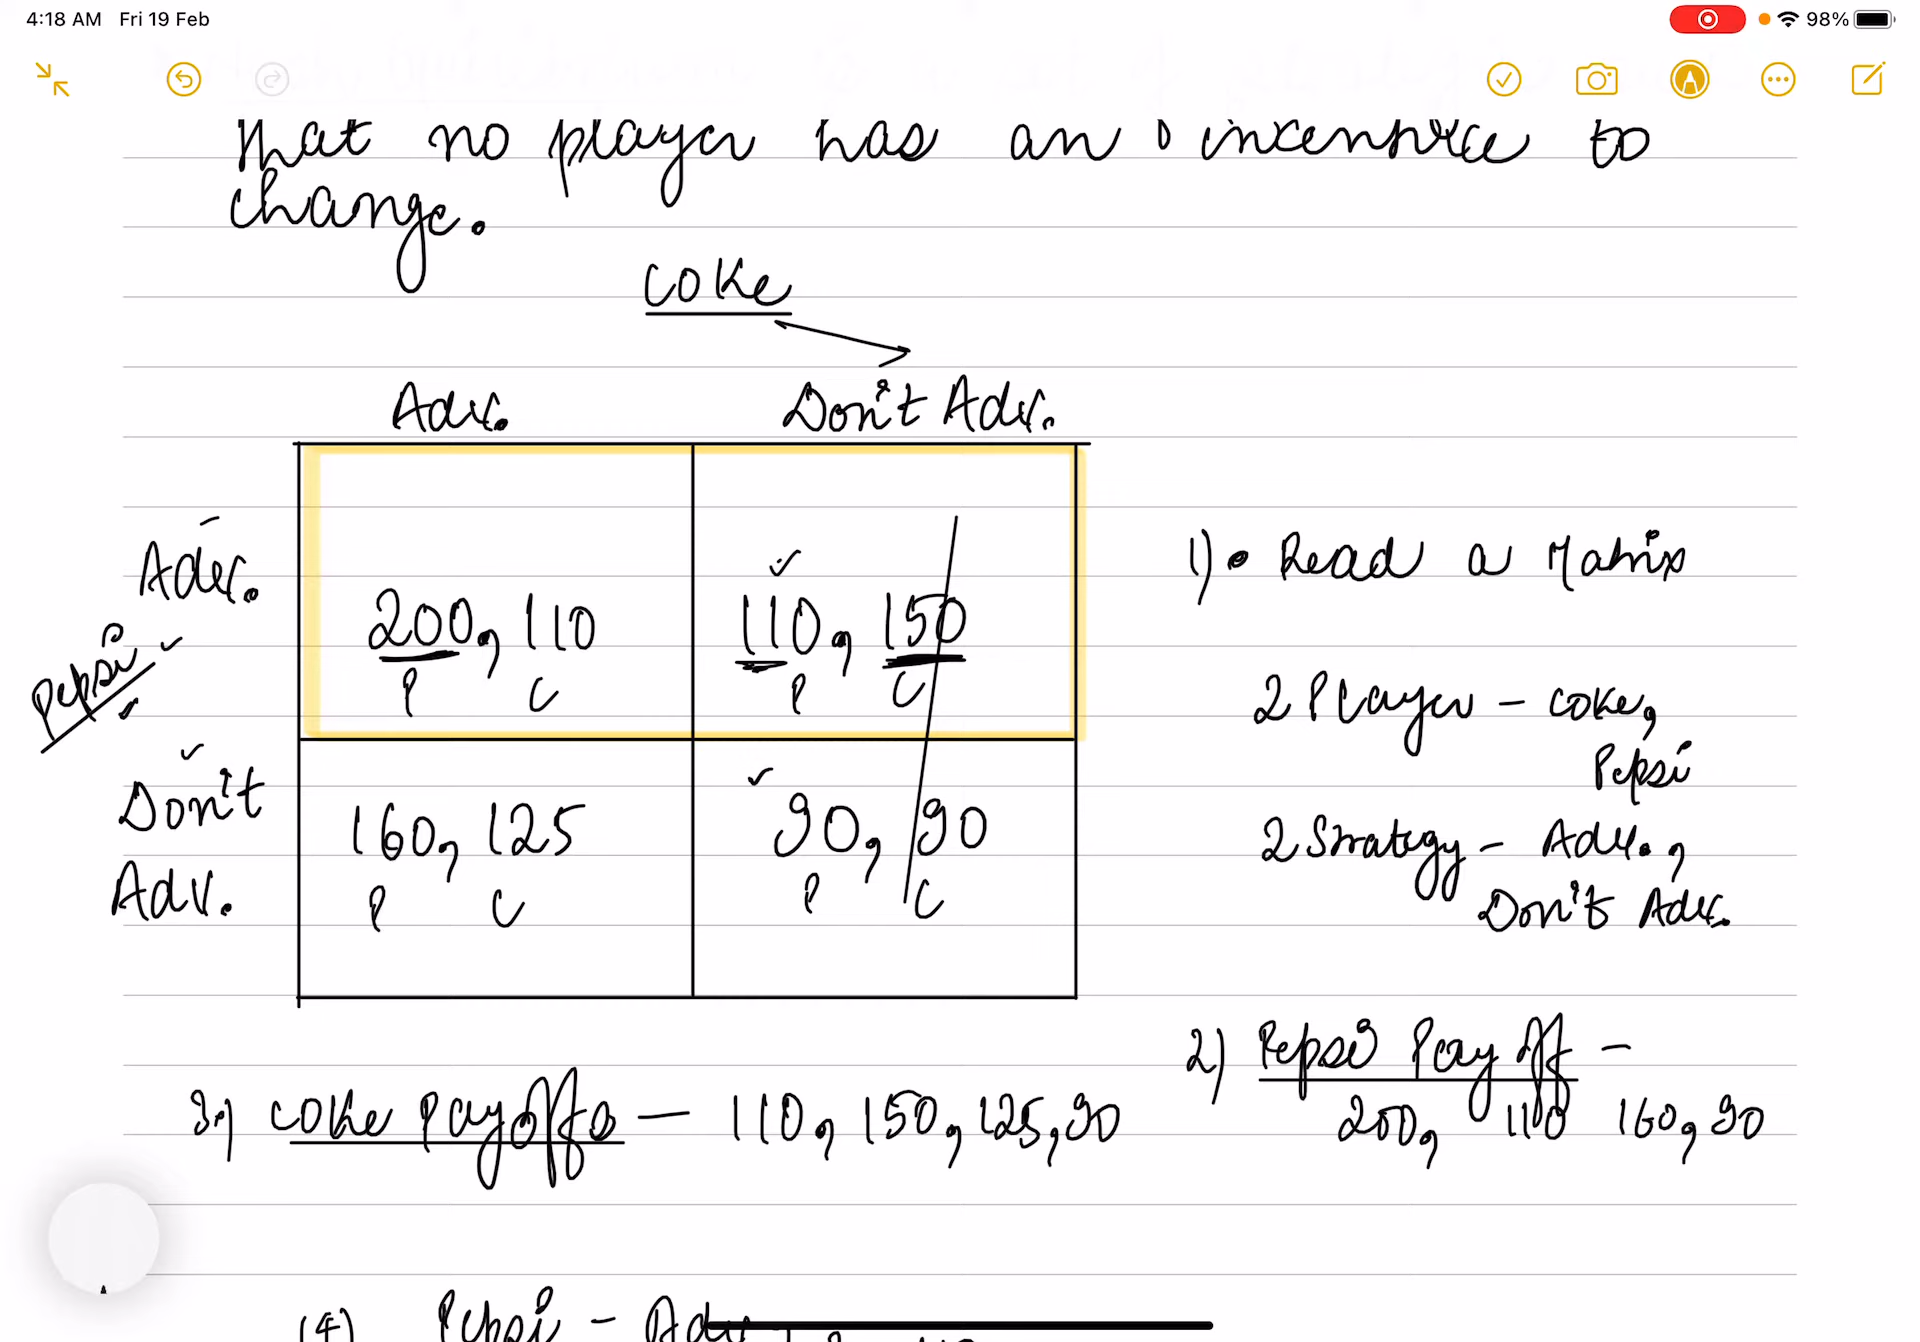 4:18 AM Fri 19 Feb
98%
that no player has an incentive to
change.
Coke
Adv. Don't Adv.
Adv.
Pepsi
200, 110
P C
110, 150
P C
Don't
Adv.
160, 125
P C
90, 90
P C
1) • Read a Matrix
2 Player - Coke,
Pepsi
2 Strategy - Adv.,
Don't Adv.
2) Pepsi Pay off -
200, 110 160, 90
3) Coke Payoffs - 110, 150, 125, 90
(4) Pepsi - Adv